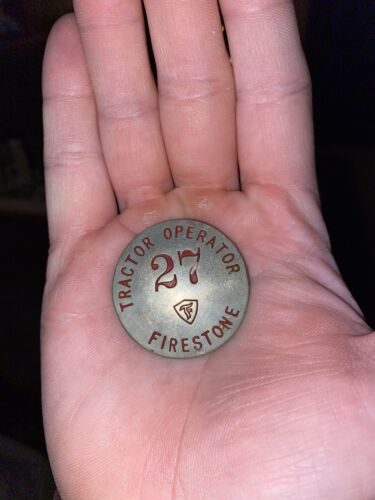 TRACTOR OPERATOR
27
F
FIRESTONE